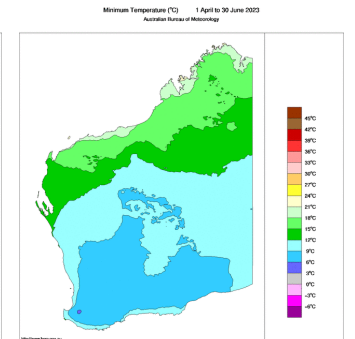 Minimum Temperature (°C)     1 April to 30 June 2023
Australian Bureau of Meteorology
45°C
42°C
39°C
36°C
33°C
30°C
27°C
24°C
21°C
18°C
15°C
12°C
9°C
6°C
3°C
0°C
-3°C
-6°C